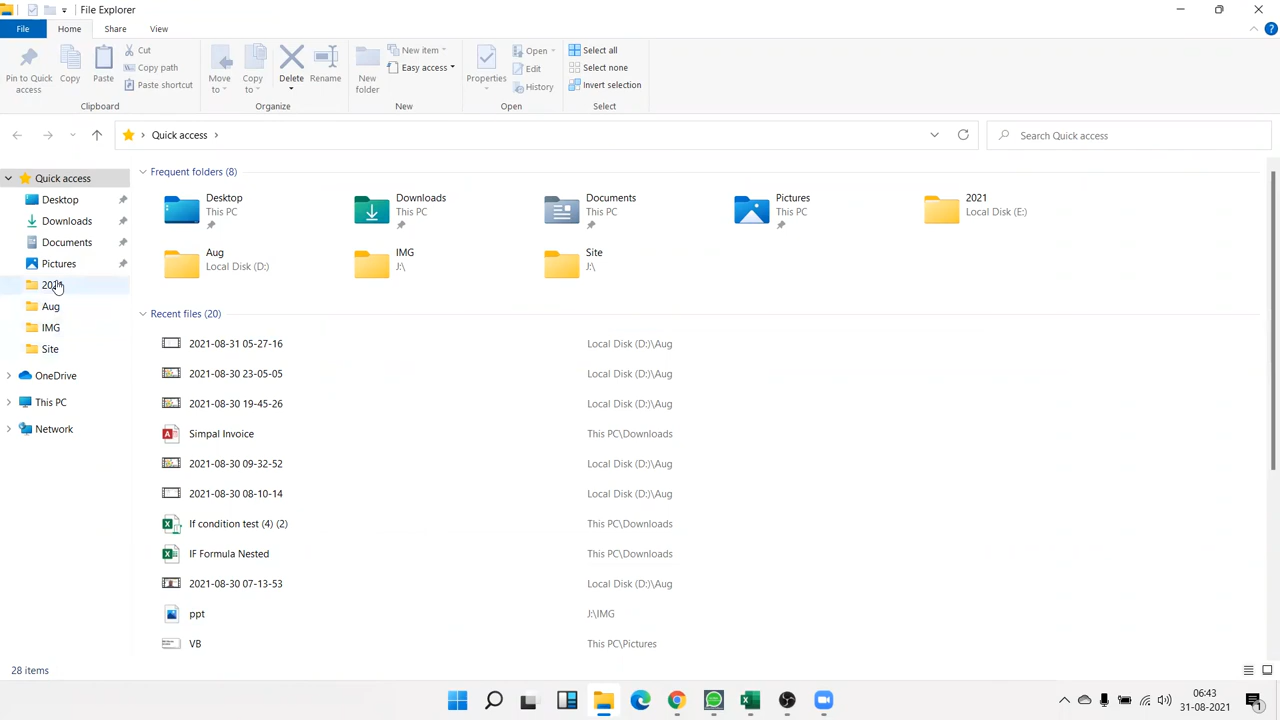 File Explorer
File Home Share View
Pin to Quick access
Copy
Paste
Cut
Copy path
Paste shortcut
Clipboard
Move to
Copy to
Delete
Rename
Organize
New folder
New item
Easy access
New
Properties
Open
Edit
History
Open
Select all
Select none
Invert selection
Select
Quick access
Search Quick access
Quick access
Desktop
Downloads
Documents
Pictures
Aug
IMG
Site
OneDrive
This PC
Network
Frequent folders (8)
Desktop
This PC
Downloads
This PC
Documents
This PC
Pictures
This PC
2021
Local Disk (E:)
Aug
Local Disk (D:)
IMG
J:\
Site
J:\
Recent files (20)
2021-08-31 05-27-16 Local Disk (D:)\Aug
2021-08-30 23-05-05 Local Disk (D:)\Aug
2021-08-30 19-45-26 Local Disk (D:)\Aug
Simpal Invoice This PC\Downloads
2021-08-30 09-32-52 Local Disk (D:)\Aug
2021-08-30 08-10-14 Local Disk (D:)\Aug
If condition test (4) (2) This PC\Downloads
IF Formula Nested This PC\Downloads
2021-08-30 07-13-53 Local Disk (D:)\Aug
ppt J:\IMG
VB This PC\Pictures
28 items
06:43
31-08-2021
1